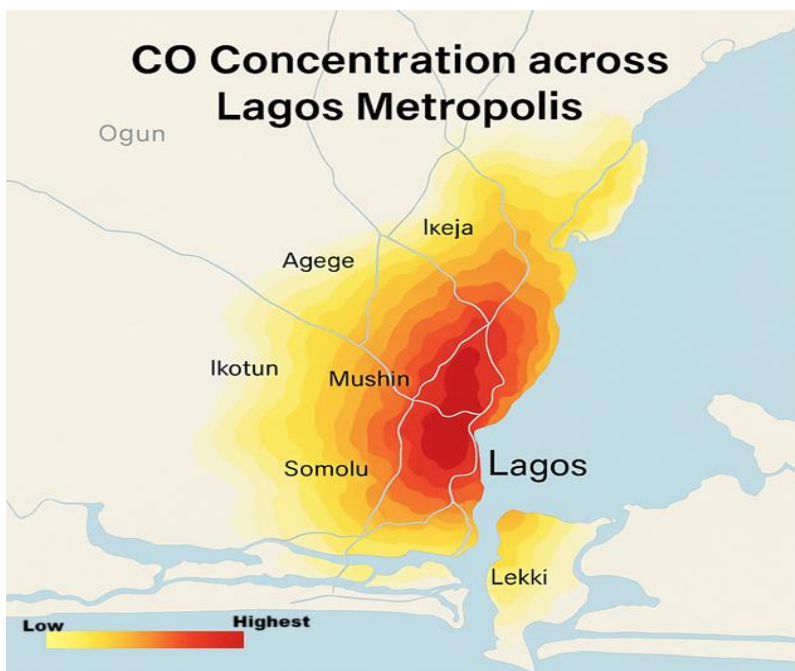 CO Concentration across
Lagos Metropolis
Ogun
Ikeja
Agege
Ikotun
Mushin
Somolu
Lagos
Lekki
Low
Highest